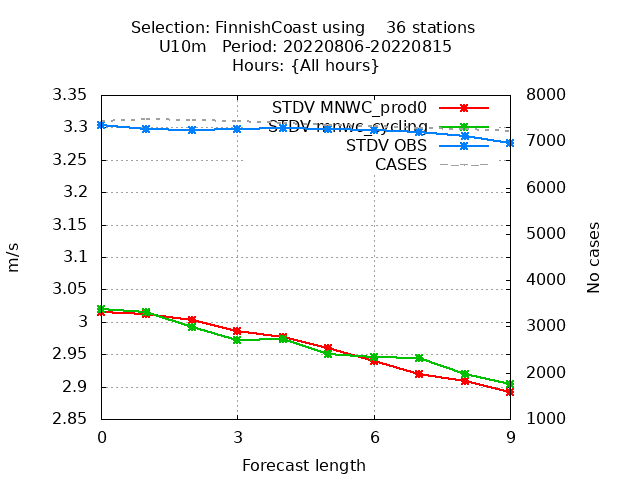 Selection: FinnishCoast using    36 stations
U10m   Period: 20220806-20220815
Hours: {All hours}
3.35
3.3
3.25
3.2
3.15
3.1
3.05
3
2.95
2.9
2.85
m/s
STDV MNWC_prod0
STDV mnwc_cycling
STDV OBS
CASES
8000
7000
6000
5000
4000
3000
2000
1000
No cases
0 3 6 9
Forecast length